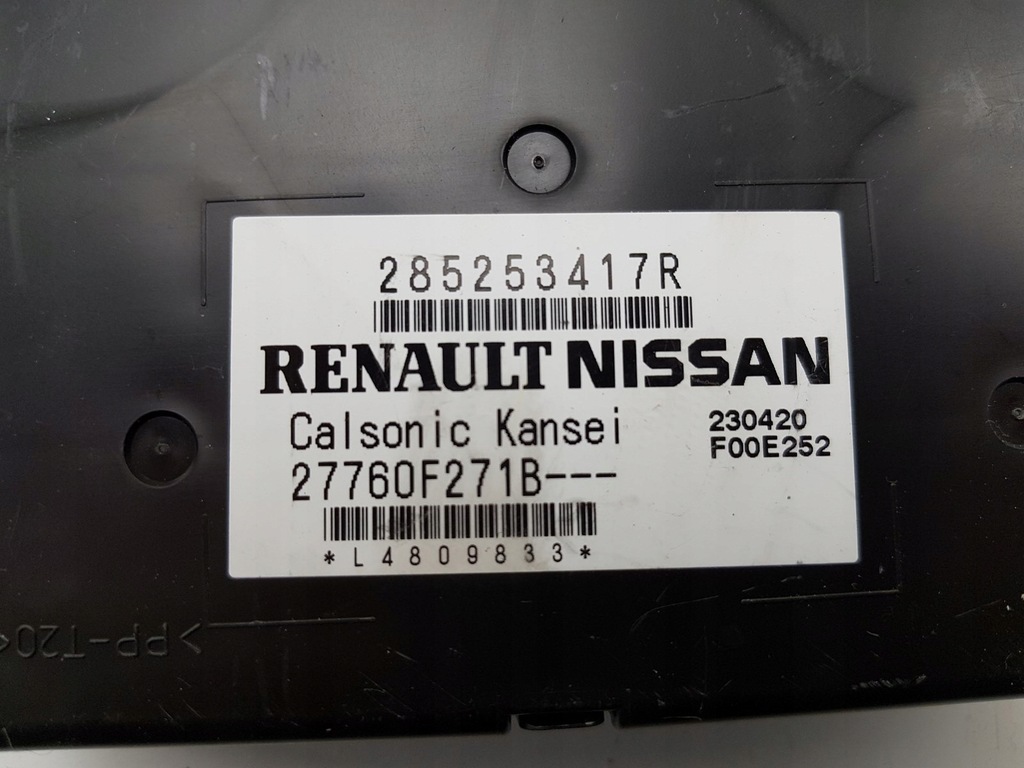 285253417R
RENAULT NISSAN
Calsonic Kansei
230420
27760F271B---
F00E252
*L4809833*
>PP-T20<